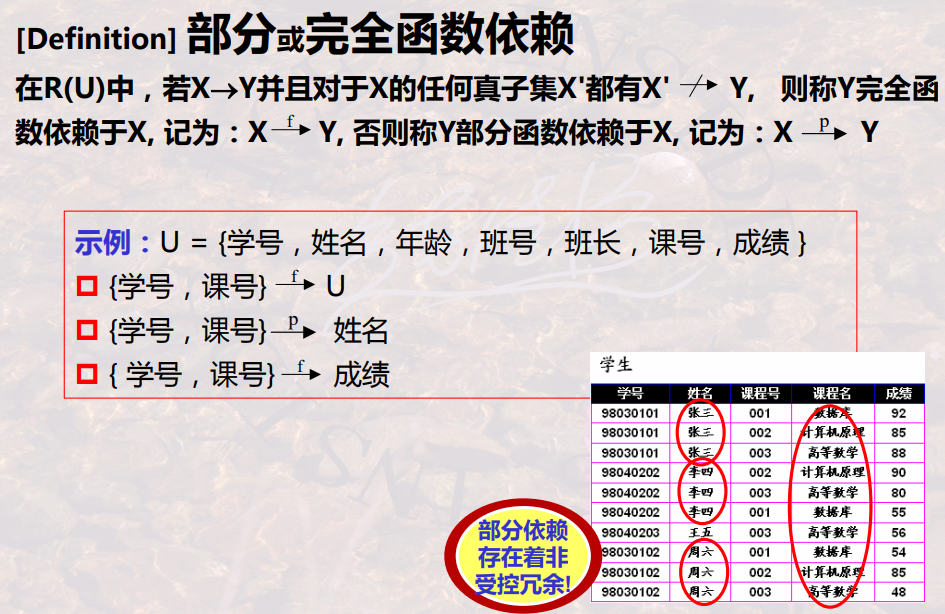 [Definition] 部分或完全函数依赖
在R(U)中，若X→Y并且对于X的任何真子集X'都有X' ↛ Y, 则称Y完全函
数依赖于X, 记为：X f→ Y, 否则称Y部分函数依赖于X, 记为：X p→ Y
示例：U = {学号，姓名，年龄，班号，班长，课号，成绩 }
{学号，课号} f→ U
{学号，课号} p→ 姓名
{ 学号，课号} f→ 成绩
学生
学号 姓名 课程号 课程名 成绩
98030101 张三 001 数据库 92
98030101 张三 002 计算机原理 85
98030101 张三 003 高等数学 88
98040202 李四 002 计算机原理 90
98040202 李四 003 高等数学 80
98040202 李四 001 数据库 55
98040203 王五 003 高等数学 56
98030102 周六 001 数据库 54
98030102 周六 002 计算机原理 85
98030102 周六 003 高等数学 48
部分依赖
存在着非
受控冗余!